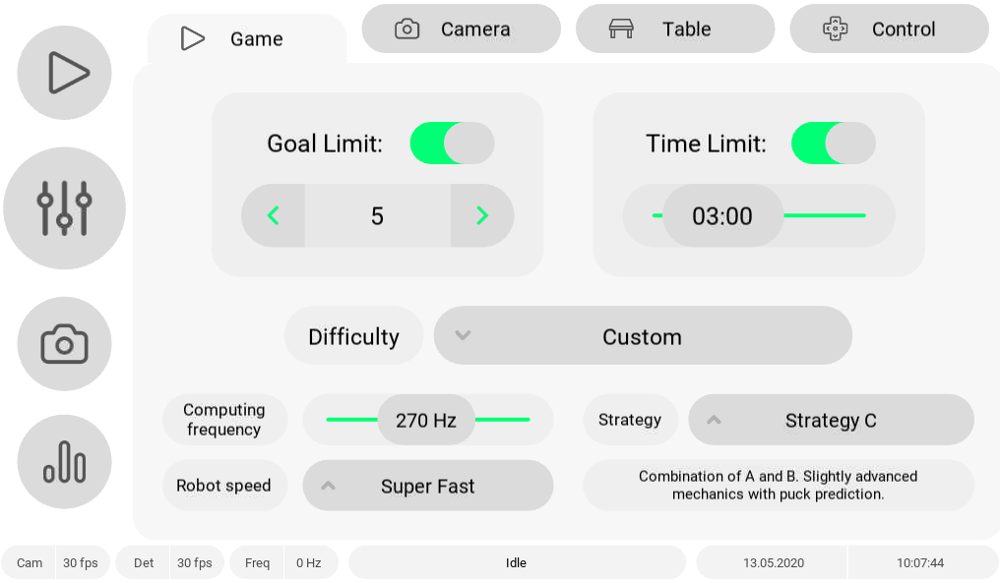 Game
Camera
Table
Control
Goal Limit:
Time Limit:
5
03:00
Difficulty
Custom
Computing
frequency
270 Hz
Strategy
Strategy C
Robot speed
Super Fast
Combination of A and B. Slightly advanced
mechanics with puck prediction.
Cam 30 fps
Det 30 fps
Freq 0 Hz
Idle
13.05.2020
10:07:44